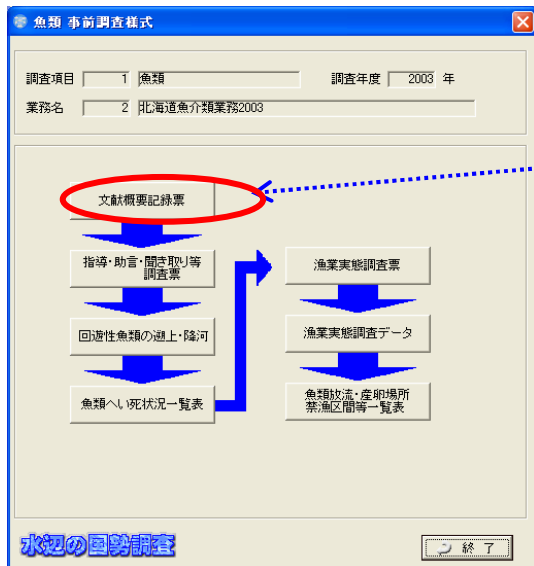 魚類 事前調査様式
調査項目 1 魚類 調査年度 2003 年
業務名 2 北海道魚介類業務2003
文献概要記録票
指導・助言・聞き取り等
調査票
回遊性魚類の遡上・降河
魚類へい死状況一覧表
漁業実態調査票
漁業実態調査データ
魚類放流・産卵場所
禁漁区間等一覧表
水辺の国勢調査
終 了